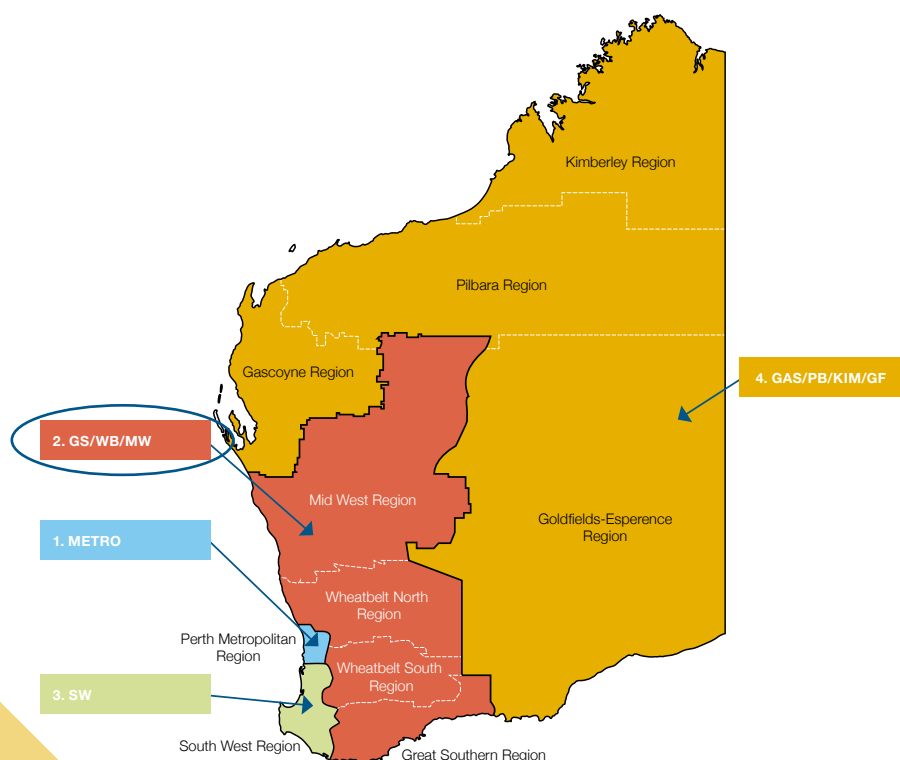 Kimberley Region
Pilbara Region
Gascoyne Region
4. GAS/PB/KIM/GF
2. GS/WB/MW
Mid West Region
Goldfields-Esperence
Region
1. METRO
Wheatbelt North
Region
Perth Metropolitan
Region
Wheatbelt South
Region
3. SW
South West Region
Great Southern Region